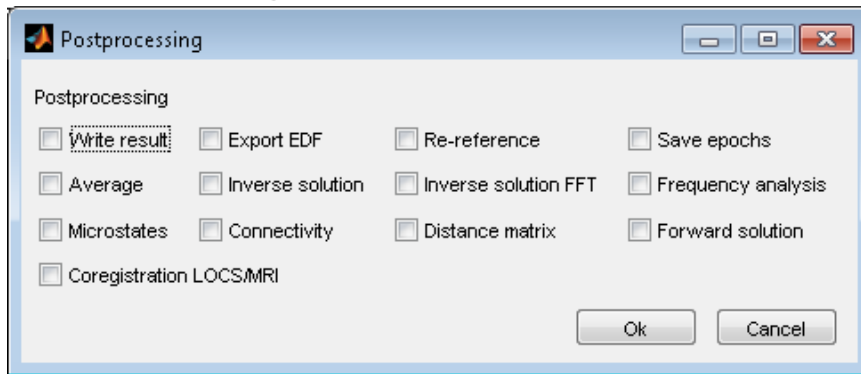 Postprocessing
Postprocessing
Write result Export EDF Re-reference Save epochs
Average Inverse solution Inverse solution FFT Frequency analysis
Microstates Connectivity Distance matrix Forward solution
Coregistration LOCS/MRI
Ok Cancel